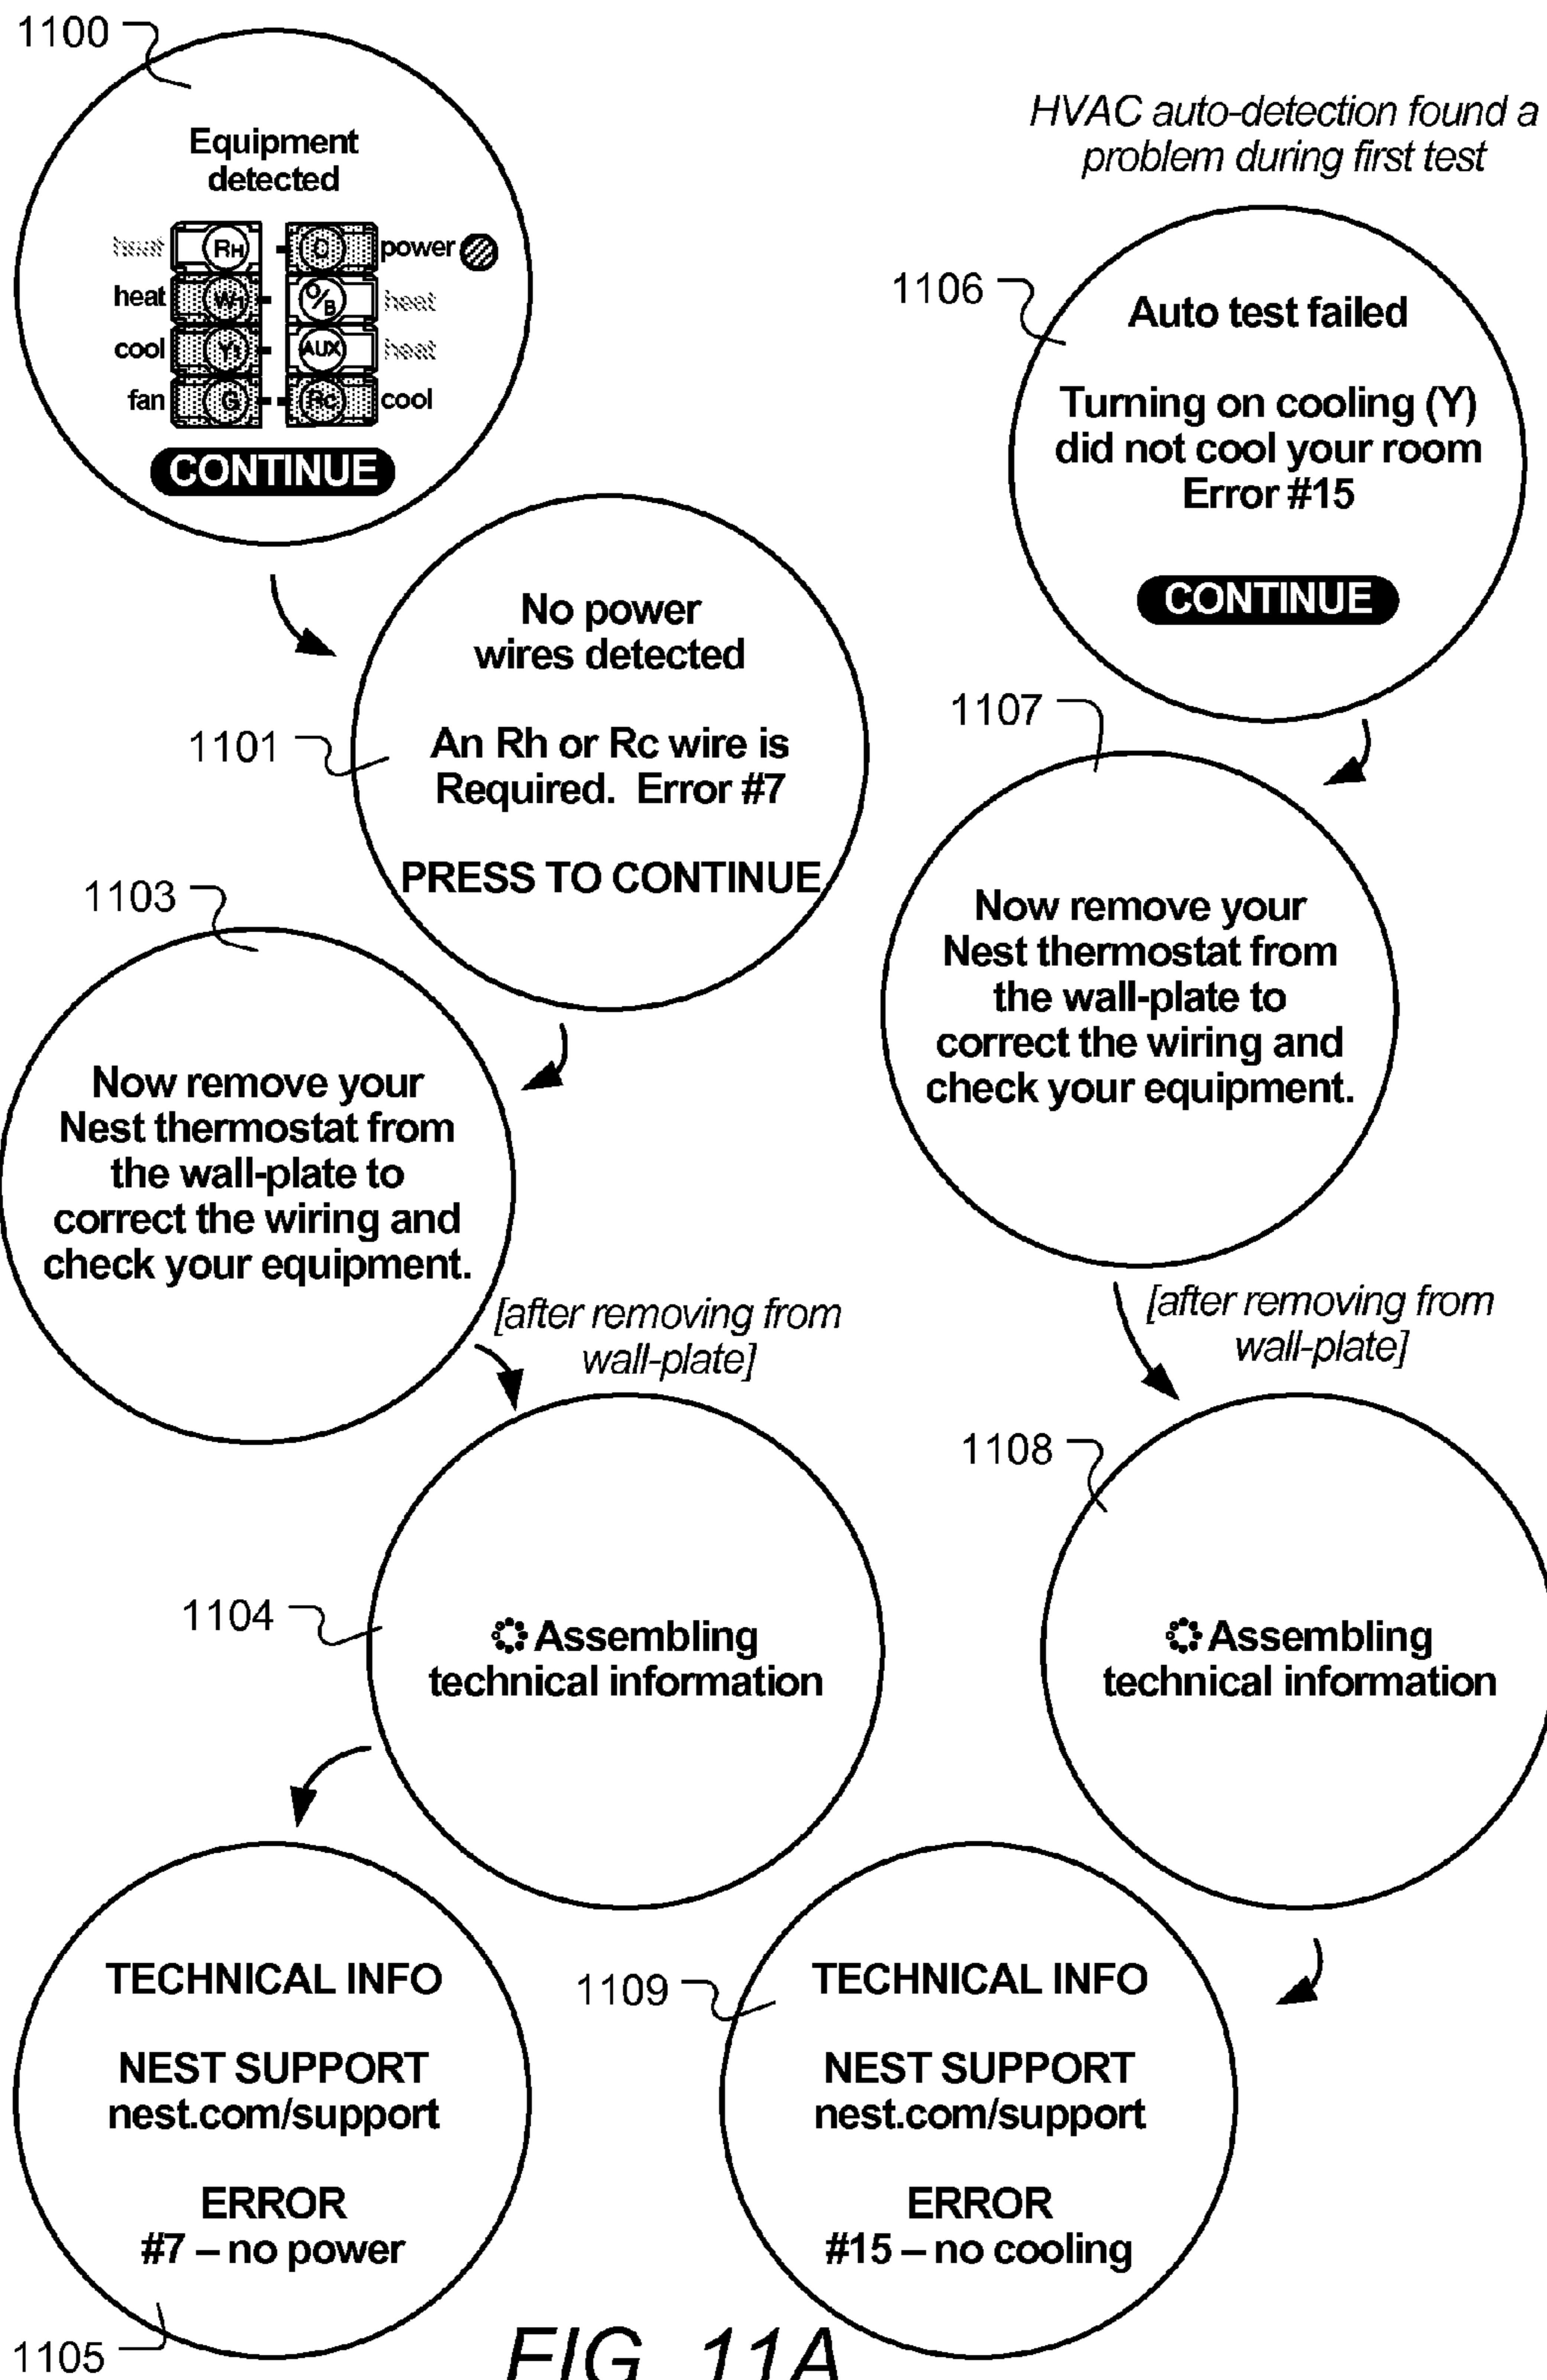 1100
Equipment
detected
heat RH C power
heat W1 O/B heat
cool Y1 AUX heat
fan G Rc cool
CONTINUE
1101
No power
wires detected
An Rh or Rc wire is
Required. Error #7
PRESS TO CONTINUE
1103
Now remove your
Nest thermostat from
the wall-plate to
correct the wiring and
check your equipment.
[after removing from
wall-plate]
1104
Assembling
technical information
TECHNICAL INFO
NEST SUPPORT
nest.com/support
ERROR
#7 – no power
1105
HVAC auto-detection found a
problem during first test
1106
Auto test failed
Turning on cooling (Y)
did not cool your room
Error #15
CONTINUE
1107
Now remove your
Nest thermostat from
the wall-plate to
correct the wiring and
check your equipment.
[after removing from
wall-plate]
1108
Assembling
technical information
1109
TECHNICAL INFO
NEST SUPPORT
nest.com/support
ERROR
#15 – no cooling
FIG. 11A